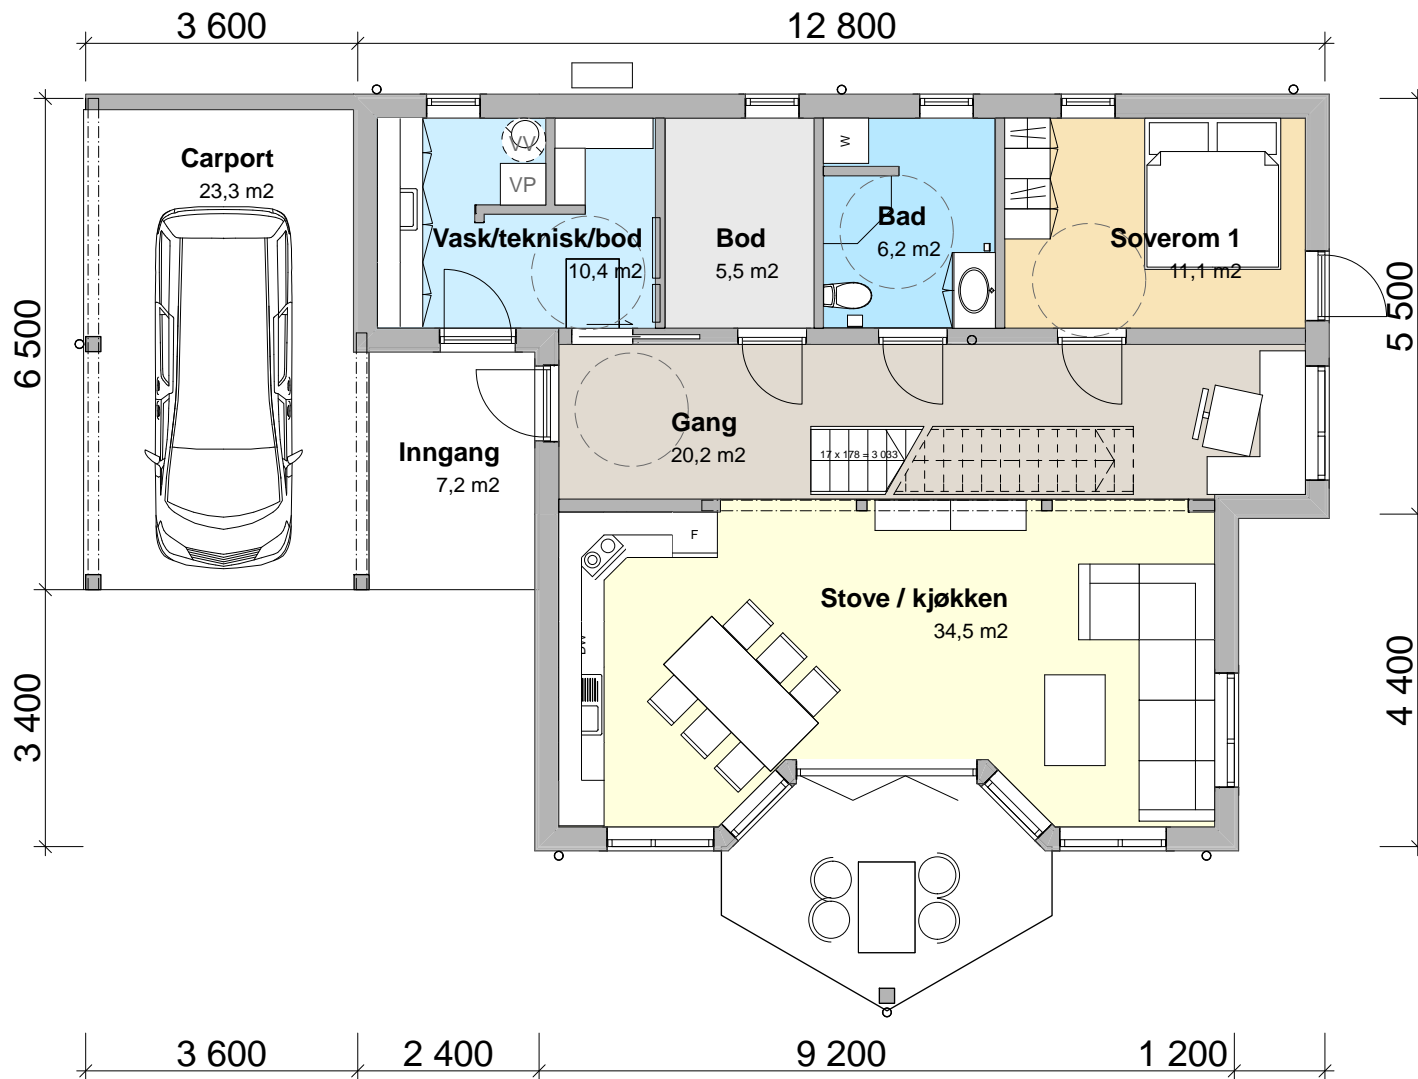 3 600
12 800
Carport
23,3 m2
VV
VP
W
Vask/teknisk/bod
10,4 m2
Bod
5,5 m2
Bad
6,2 m2
Soverom 1
11,1 m2
6 500
5 500
Inngang
7,2 m2
Gang
20,2 m2
17 x 178 = 3 033
F
Stove / kjøkken
34,5 m2
DW
3 400
4 400
3 600
2 400
9 200
1 200